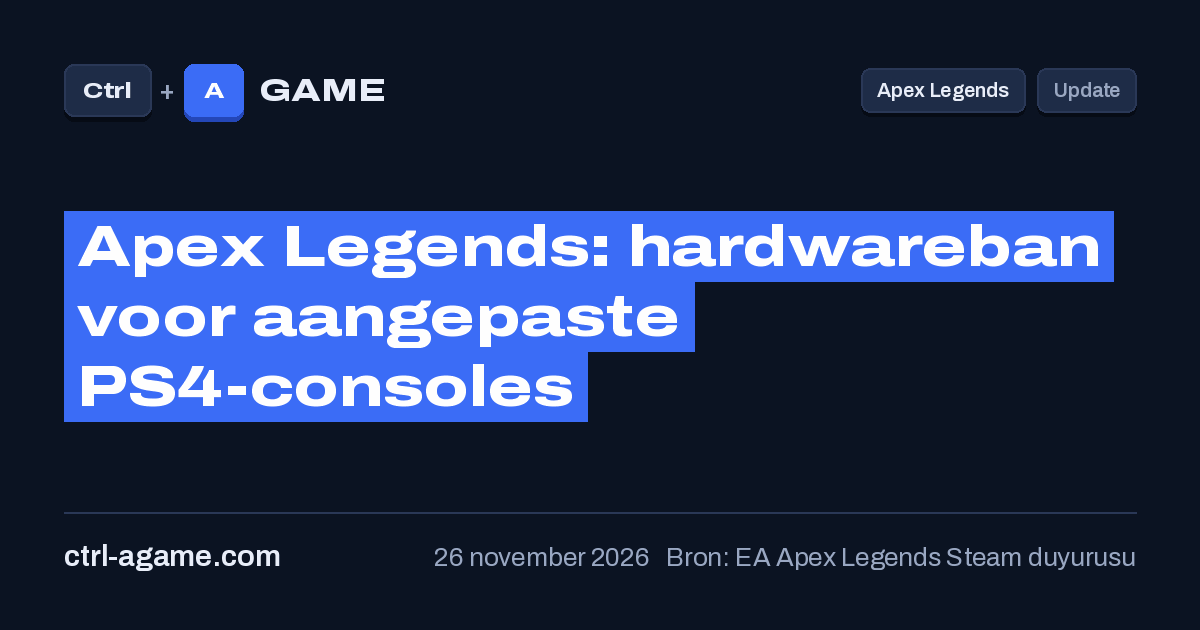 Ctrl + A GAME
Apex Legends Update
Apex Legends: hardwareban
voor aangepaste
PS4-consoles
ctrl-agame.com
26 november 2026 Bron: EA Apex Legends Steam duyurusu